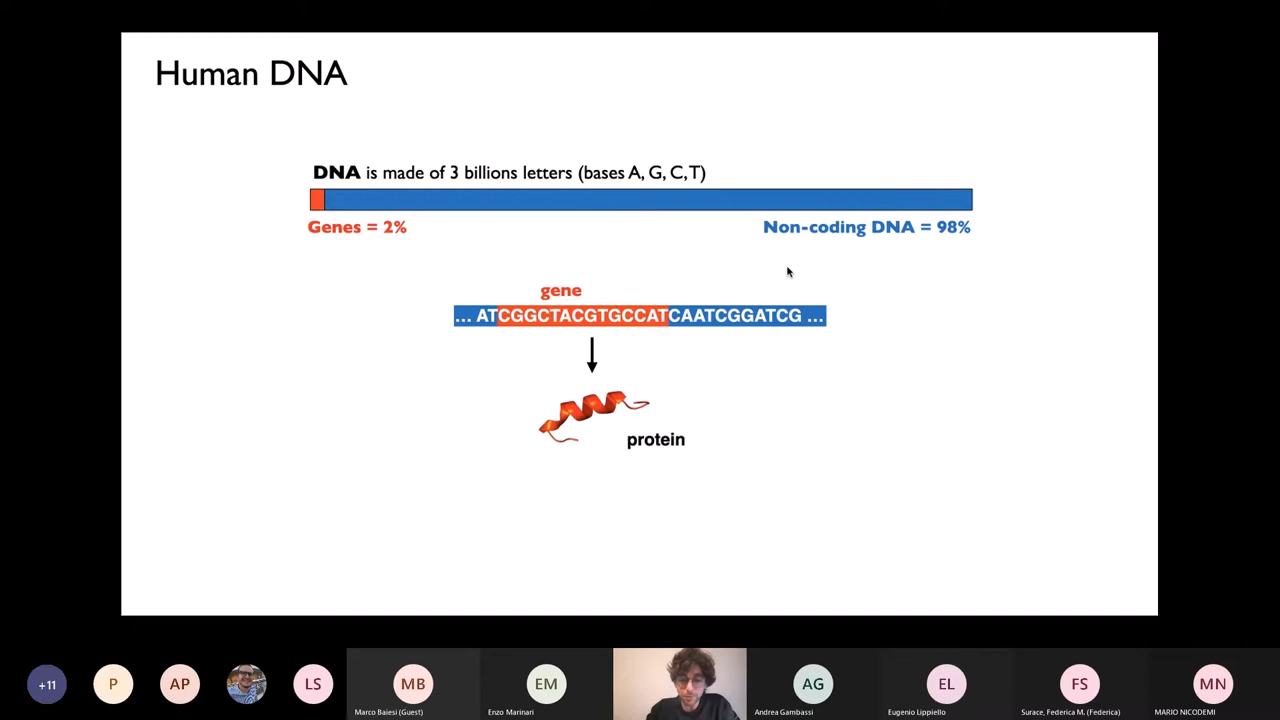 Human DNA
DNA is made of 3 billions letters (bases A, G, C, T)
Genes = 2%
Non-coding DNA = 98%
gene
... ATCGGCTACGTGCCATCAATCGGATCG ...
protein
+11
P
AP
LS
MB
EM
AG
EL
FS
MN
Marco Baiesi (Guest)
Enzo Marinari
Andrea Gambassi
Eugenio Lippiello
Surace, Federica M. (Federica)
MARIO NICODEMI